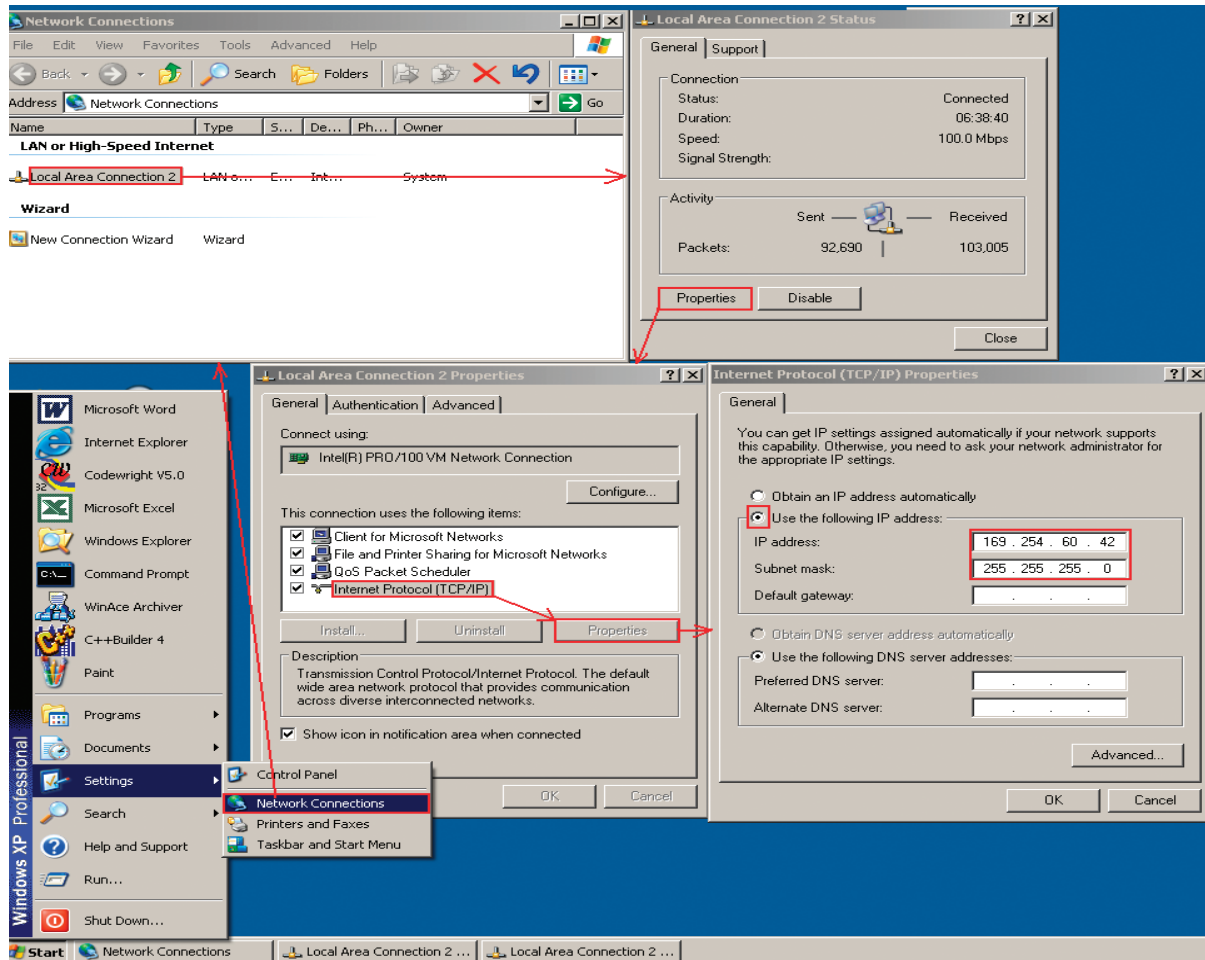 Network Connections
File Edit View Favorites Tools Advanced Help
Back Search Folders
Address Network Connections Go
Name Type S... De... Ph... Owner
LAN or High-Speed Internet
Local Area Connection 2 LAN o... E... Int... System
Wizard
New Connection Wizard Wizard
Local Area Connection 2 Status
General Support
Connection
Status: Connected
Duration: 06:38:40
Speed: 100.0 Mbps
Signal Strength:
Activity
Sent Received
Packets: 92,690 103,005
Properties Disable
Close
Microsoft Word
Internet Explorer
Codewright V5.0
Microsoft Excel
Windows Explorer
Command Prompt
WinAce Archiver
C++Builder 4
Paint
Programs
Documents
Settings
Search
Help and Support
Run...
Shut Down...
Windows XP Professional
Control Panel
Network Connections
Printers and Faxes
Taskbar and Start Menu
Local Area Connection 2 Properties
General Authentication Advanced
Connect using:
Intel(R) PRO/100 VM Network Connection
Configure...
This connection uses the following items:
Client for Microsoft Networks
File and Printer Sharing for Microsoft Networks
QoS Packet Scheduler
Internet Protocol (TCP/IP)
Install... Uninstall Properties
Description
Transmission Control Protocol/Internet Protocol. The default
wide area network protocol that provides communication
across diverse interconnected networks.
Show icon in notification area when connected
OK Cancel
Internet Protocol (TCP/IP) Properties
General
You can get IP settings assigned automatically if your network supports
this capability. Otherwise, you need to ask your network administrator for
the appropriate IP settings.
Obtain an IP address automatically
Use the following IP address:
IP address: 169 . 254 . 60 . 42
Subnet mask: 255 . 255 . 255 . 0
Default gateway: . . .
Obtain DNS server address automatically
Use the following DNS server addresses:
Preferred DNS server: . . .
Alternate DNS server: . . .
Advanced...
OK Cancel
Start Network Connections Local Area Connection 2 ... Local Area Connection 2 ...